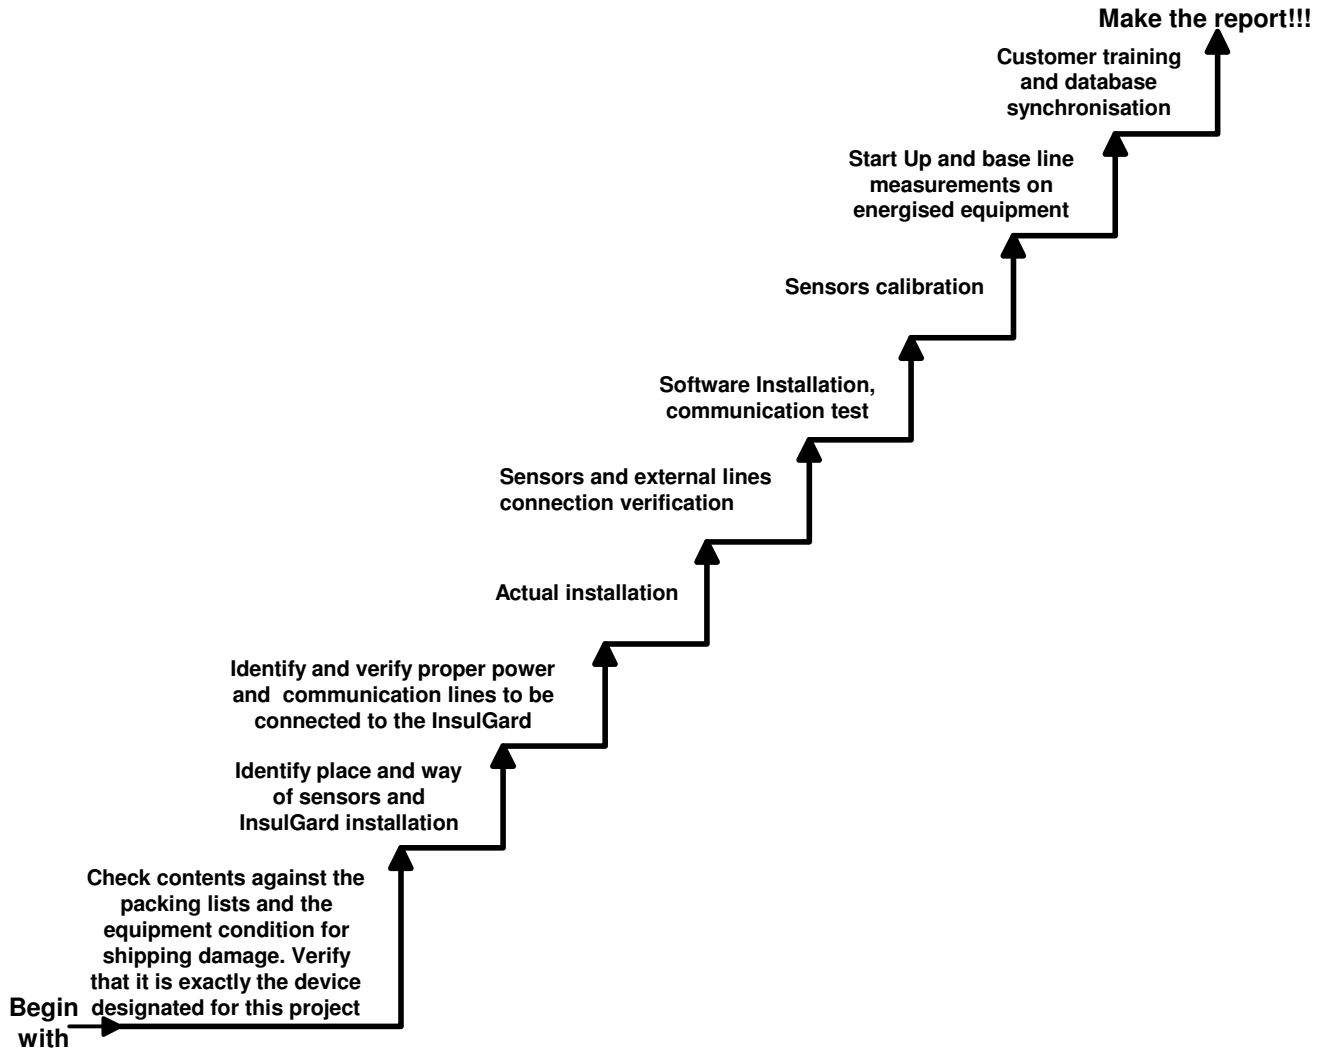 Make the report!!!
Customer training
and database
synchronisation
Start Up and base line
measurements on
energised equipment
Sensors calibration
Software Installation,
communication test
Sensors and external lines
connection verification
Actual installation
Identify and verify proper power
and  communication lines to be
connected to the InsulGard
Identify place and way
of sensors and
InsulGard installation
Check contents against the
packing lists and the
equipment condition for
shipping damage. Verify
that it is exactly the device
designated for this project
Begin
with